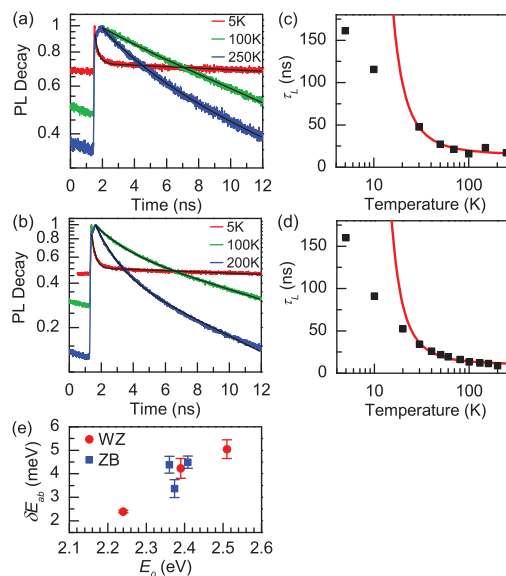 (a)
1
0.8
0.6
0.4
PL Decay
5K
100K
250K
0 2 4 6 8 10 12
Time (ns)
(b)
1
0.8
0.6
0.4
0.2
PL Decay
5K
100K
200K
0 2 4 6 8 10 12
Time (ns)
(c)
150
100
50
0
τL (ns)
10 100
Temperature (K)
(d)
150
100
50
0
τL (ns)
10 100
Temperature (K)
(e)
6
5
4
3
2
δEab (meV)
WZ
ZB
2.1 2.2 2.3 2.4 2.5 2.6
Eo (eV)